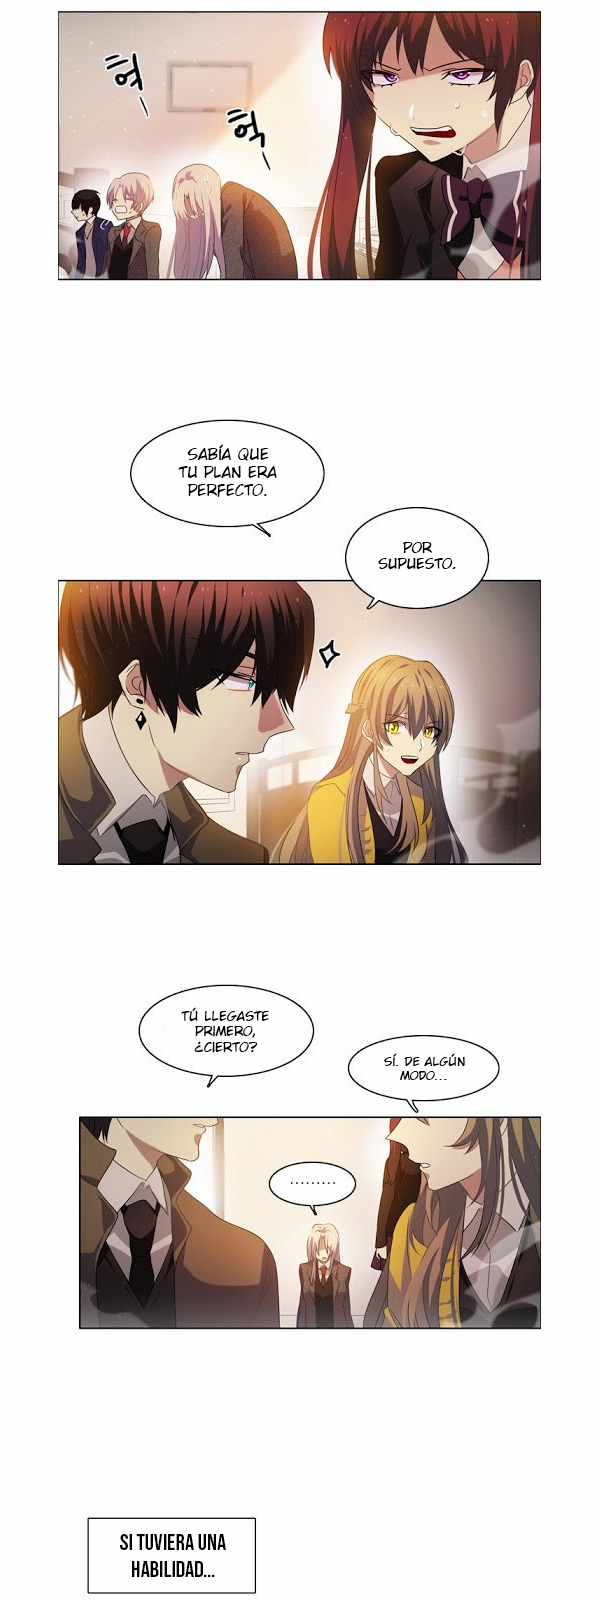 허
헉
SABÍA QUE
TU PLAN ERA
PERFECTO.
POR
SUPUESTO.
TÚ LLEGASTE
PRIMERO,
¿CIERTO?
SÍ. DE ALGÚN
MODO...
.........
SI TUVIERA UNA
HABILIDAD...